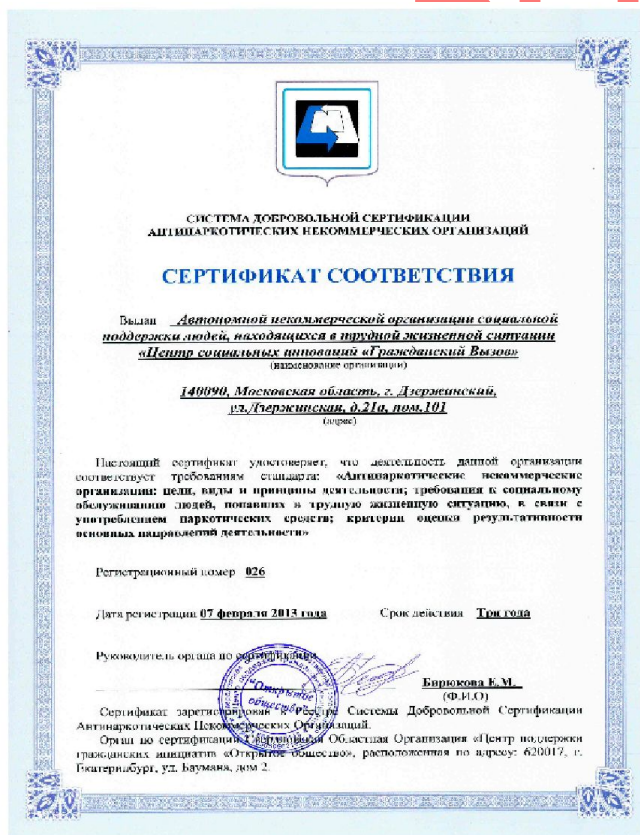 СИСТЕМА ДОБРОВОЛЬНОЙ СЕРТИФИКАЦИИ
АНТИНАРКОТИЧЕСКИХ НЕКОММЕРЧЕСКИХ ОРГАНИЗАЦИЙ
СЕРТИФИКАТ СООТВЕТСТВИЯ
Выдан Автономной некоммерческой организации социальной
поддержки людей, находящихся в трудной жизненной ситуации
«Центр социальных инноваций «Гражданский Вызов»
(наименование организации)
140090, Московская область, г. Дзержинский,
ул.Дзержинская, д.21а, пом.101
(адрес)
Настоящий сертификат удостоверяет, что деятельность данной организации
соответствует требованиям стандарта: «Антинаркотические некоммерческие
организации: цели, виды и принципы деятельности; требования к социальному
обслуживанию людей, попавших в трудную жизненную ситуацию, в связи с
употреблением наркотических средств; критерии оценки результативности
основных направлений деятельности»
Регистрационный номер 026
Дата регистрации 07 февраля 2013 года Срок действия Три года
Руководитель органа по сертификации
Бирюкова Е.М.
(Ф.И.О)
"Открытое
общество"
Сертификат зарегистрирован в Реестре Системы Добровольной Сертификации
Антинаркотических Некоммерческих Организаций.
Орган по сертификации Свердловская Областная Организация «Центр поддержки
гражданских инициатив «Открытое общество», расположенная по адресу: 620017, г.
Екатеринбург, ул. Баумана, дом 2.